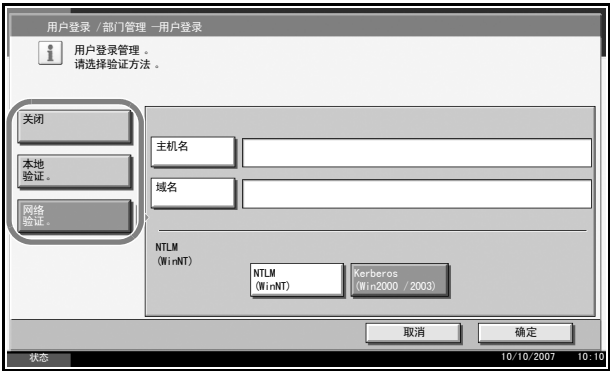 用户登录 /部门管理 —用户登录
用户登录管理 。
请选择验证方法 。
关闭
本地
验证。
网络
验证。
主机名
域名
NTLM
(WinNT)
NTLM
(WinNT)
Kerberos
(Win2000 /2003)
取消
确定
状态
10/10/2007 10:10